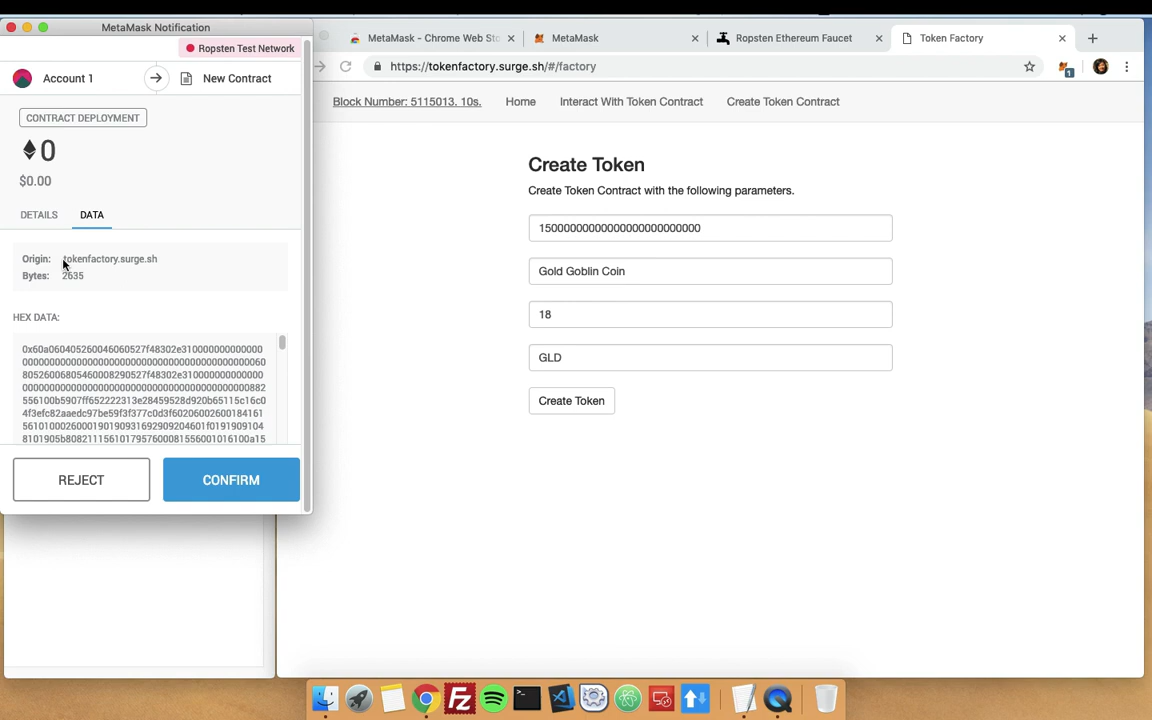 MetaMask Notification
Ropsten Test Network
Account 1
New Contract
CONTRACT DEPLOYMENT
0
$0.00
DETAILS
DATA
Origin: tokenfactory.surge.sh
Bytes: 2635
HEX DATA:
REJECT
CONFIRM
MetaMask - Chrome Web Sto
MetaMask
Ropsten Ethereum Faucet
Token Factory
https://tokenfactory.surge.sh/#/factory
1
Block Number: 5115013. 10s.
Home
Interact With Token Contract
Create Token Contract
Create Token
Create Token Contract with the following parameters.
Gold Goblin Coin
18
GLD
Create Token